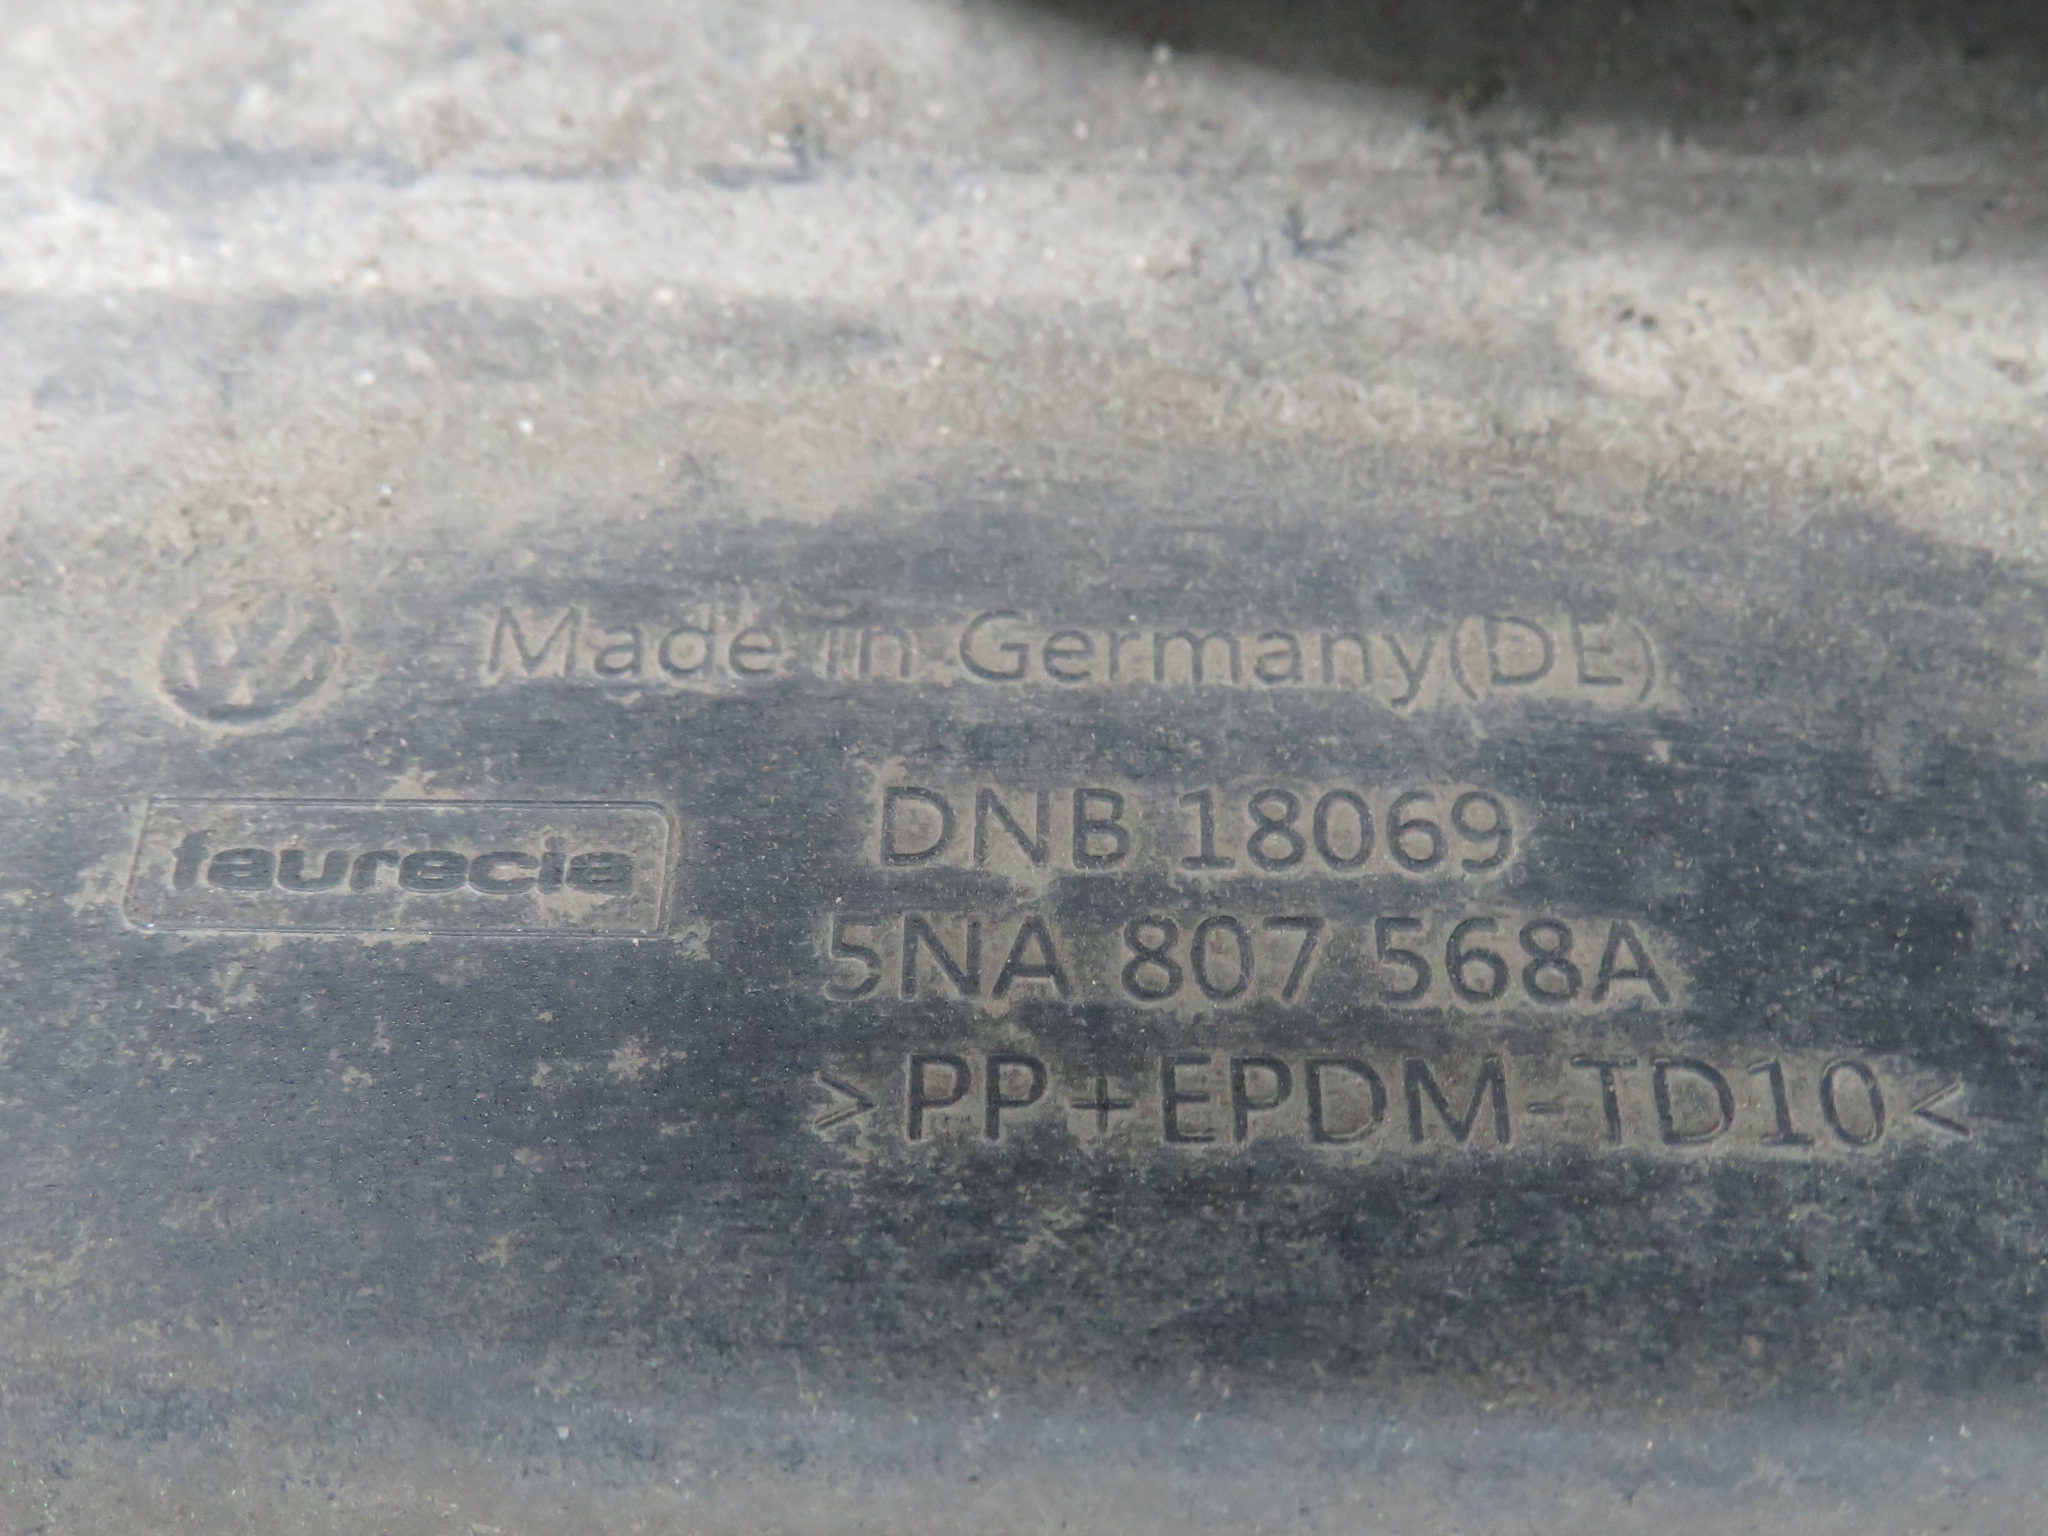 Made in Germany(DE)
faurecia
DNB 18069
5NA 807 568A
>PP+EPDM-TD10<